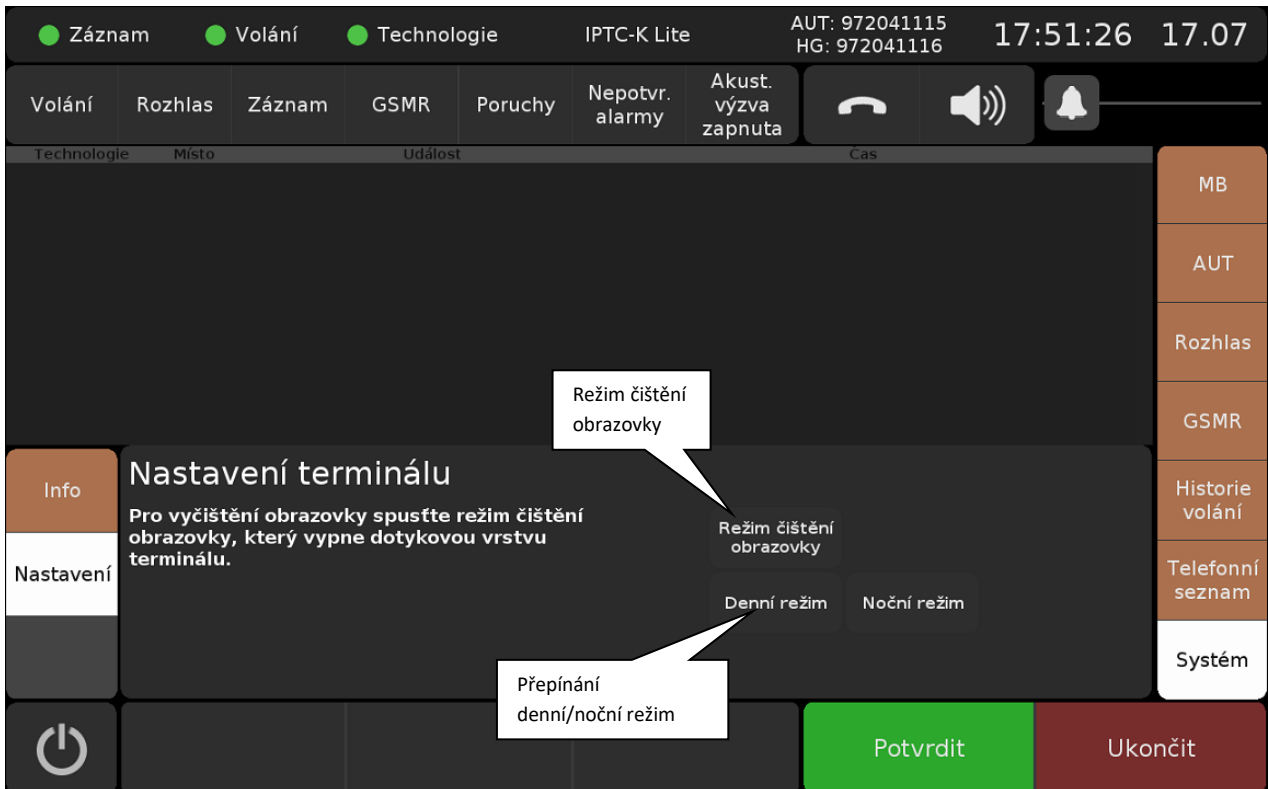 Záznam
Volání
Technologie
IPTC-K Lite
AUT: 972041115
HG: 972041116
17:51:26
17.07
Volání
Rozhlas
Záznam
GSMR
Poruchy
Nepotvr.
alarmy
Akust.
výzva
zapnuta
Technologie
Místo
Událost
Čas
MB
AUT
Rozhlas
GSMR
Historie
volání
Telefonní
seznam
Systém
Režim čištění
obrazovky
Info
Nastavení
Nastavení terminálu
Pro vyčištění obrazovky spusťte režim čištění
obrazovky, který vypne dotykovou vrstvu
terminálu.
Režim čištění
obrazovky
Denní režim
Noční režim
Přepínání
denní/noční režim
Potvrdit
Ukončit